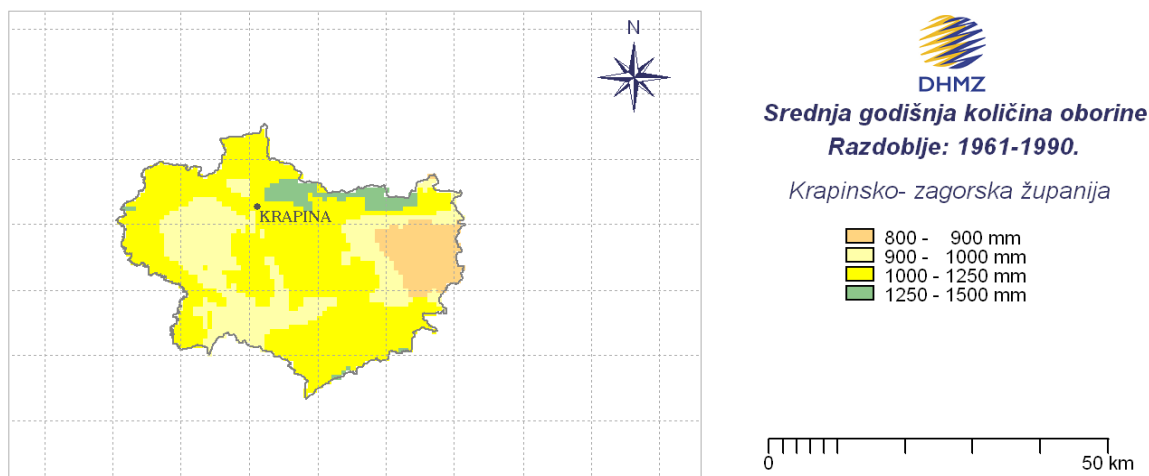 N
KRAPINA
DHMZ
Srednja godišnja količina oborine
Razdoblje: 1961-1990.
Krapinsko- zagorska županija
800 - 900 mm
900 - 1000 mm
1000 - 1250 mm
1250 - 1500 mm
0 50 km